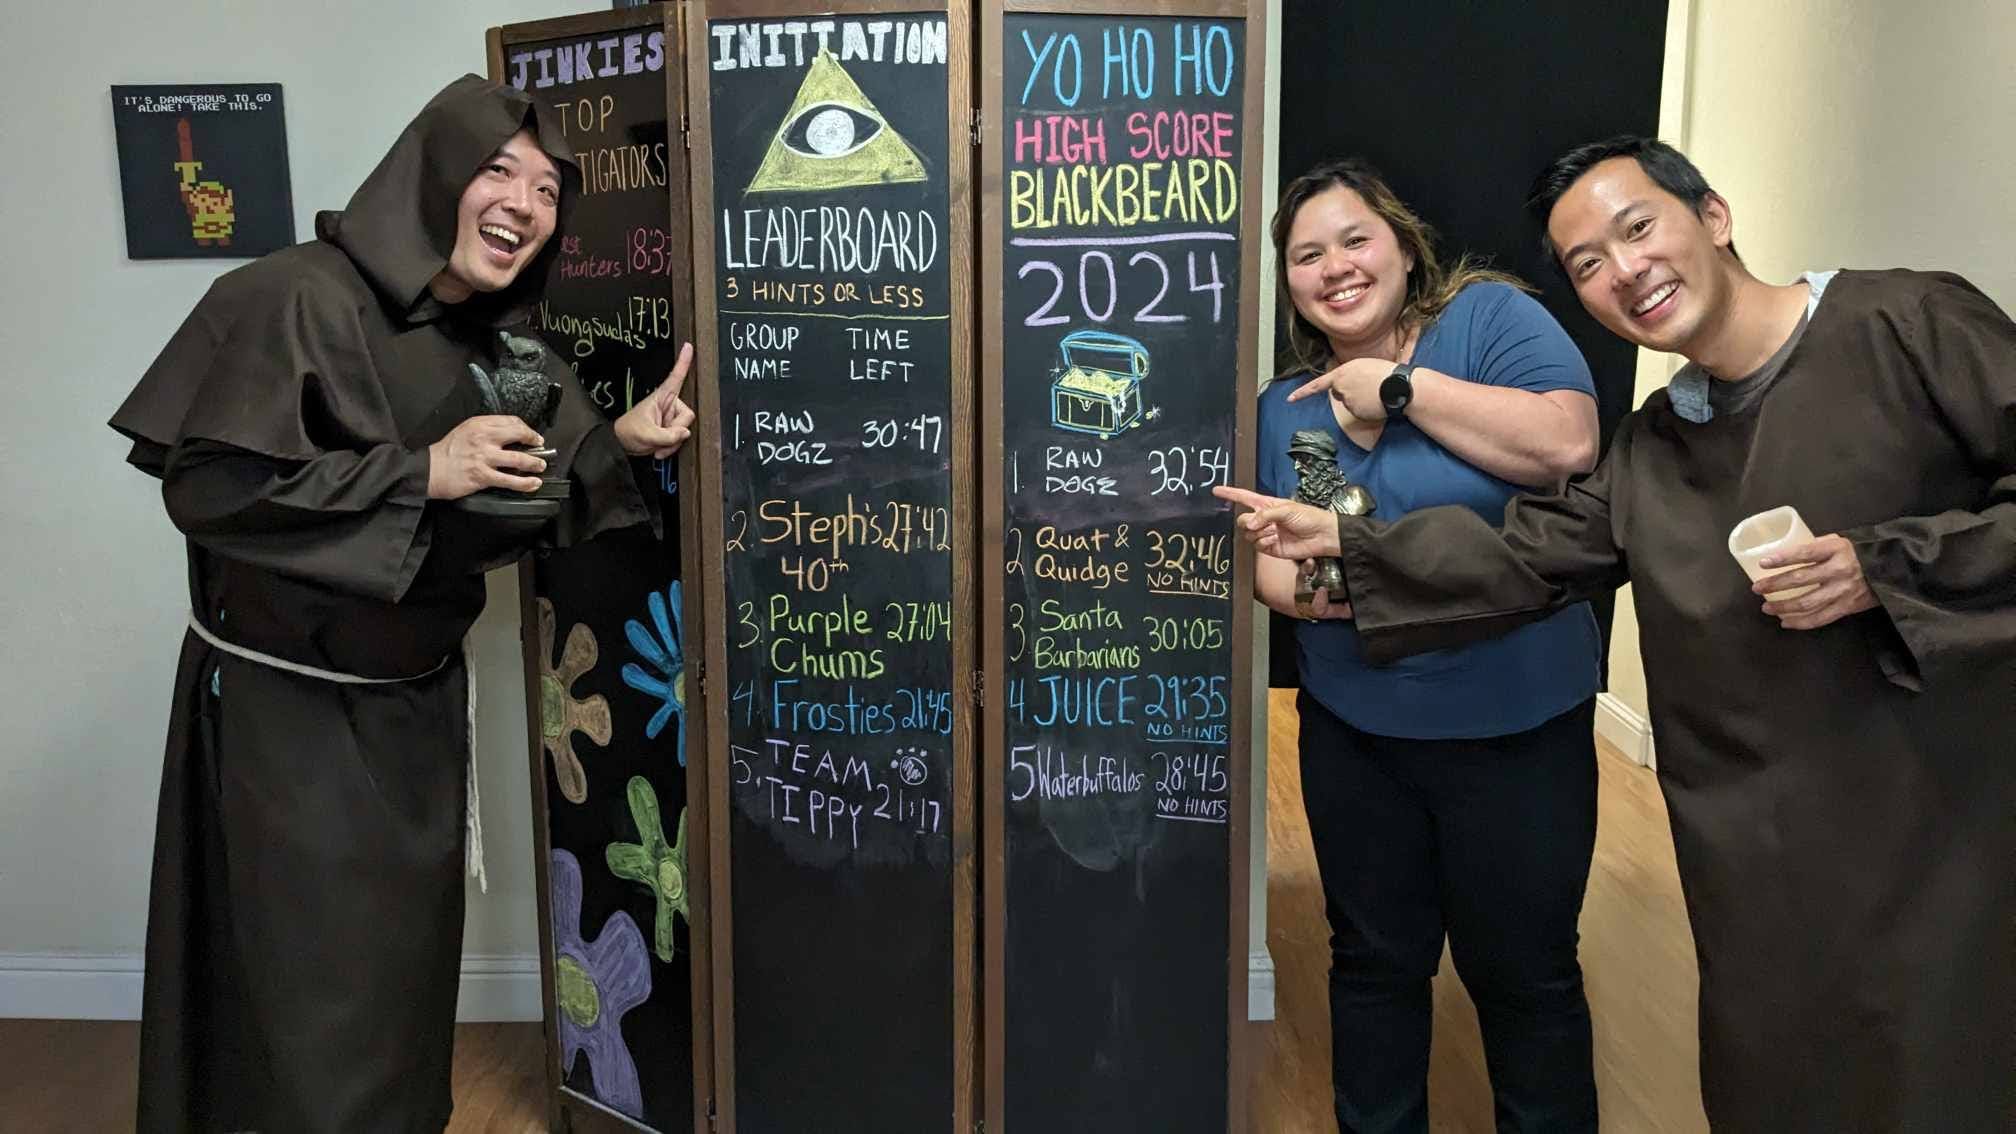 IT'S DANGEROUS TO GO
ALONE! TAKE THIS.
JINKIES
TOP
TIGATORS
Hunters 18:37
Vuongsudas 17:13
46
INITIATION
LEADERBOARD
3 HINTS OR LESS
GROUP NAME TIME LEFT
1. RAW DOGZ 30:47
2. Steph's 40th 27:42
3. Purple Chums 27:04
4. Frosties 21:45
5. TEAM TIPPY 21:17
YO HO HO
HIGH SCORE
BLACKBEARD
2024
1. RAW DOGZ 32:54
2 Quat & Quidge 32:46
NO HINTS
3 Santa Barbarians 30:05
4 JUICE 29:35
NO HINTS
5 Waterbuffalos 28:45
NO HINTS